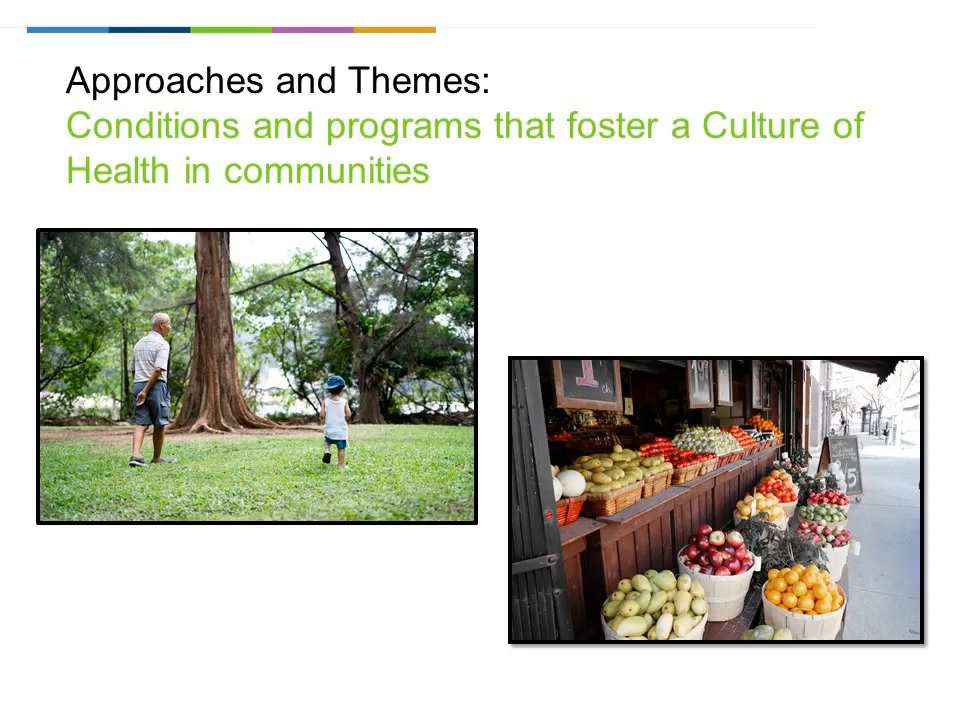 Approaches and Themes:
Conditions and programs that foster a Culture of
Health in communities